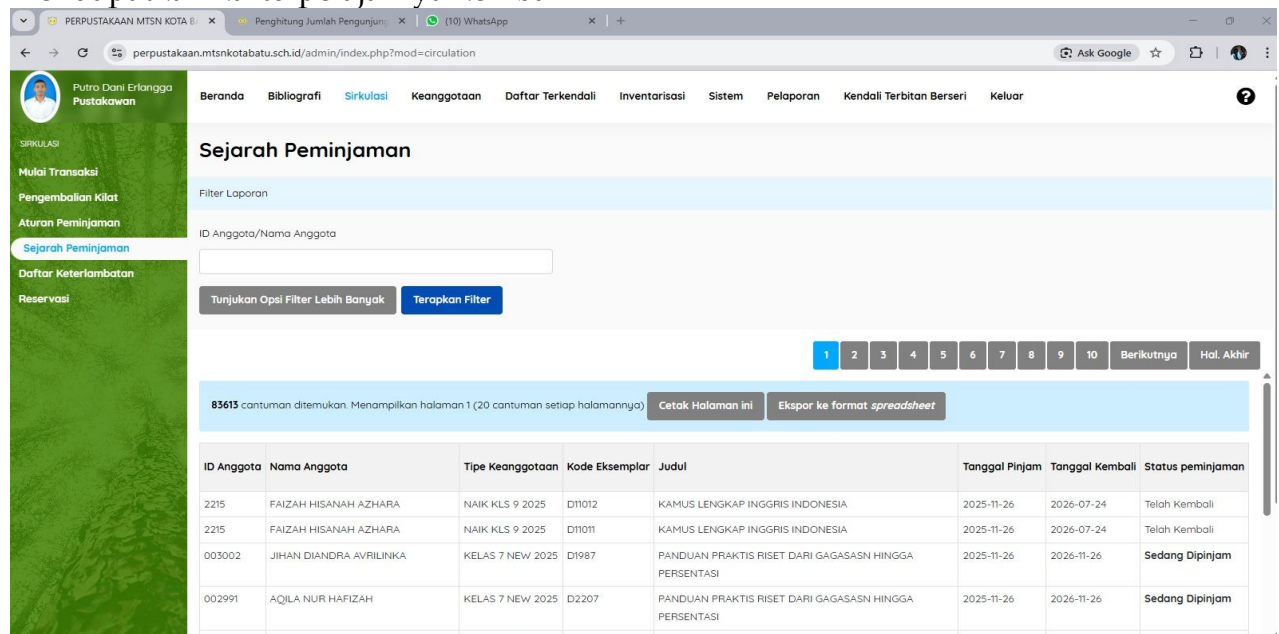 PERPUSTAKAAN MTSN KOTA B
Penghitung Jumlah Pengunjung
(10) WhatsApp
perpustakaan.mtsnkotabatu.sch.id/admin/index.php?mod=circulation
Ask Google
Putro Dani Erlangga
Pustakawan
Beranda Bibliografi Sirkulasi Keanggotaan Daftar Terkendali Inventarisasi Sistem Pelaporan Kendali Terbitan Berseri Keluar
SIRKULASI
Mulai Transaksi
Pengembalian Kilat
Aturan Peminjaman
Sejarah Peminjaman
Daftar Keterlambatan
Reservasi
Sejarah Peminjaman
Filter Laporan
ID Anggota/Nama Anggota
Tunjukan Opsi Filter Lebih Banyak Terapkan Filter
1 2 3 4 5 6 7 8 9 10 Berikutnya Hal. Akhir
83613 cantuman ditemukan. Menampilkan halaman 1 (20 cantuman setiap halamannya) Cetak Halaman ini Ekspor ke format spreadsheet
ID Anggota Nama Anggota Tipe Keanggotaan Kode Eksemplar Judul Tanggal Pinjam Tanggal Kembali Status peminjaman
2215 FAIZAH HISANAH AZHARA NAIK KLS 9 2025 D11012 KAMUS LENGKAP INGGRIS INDONESIA 2025-11-26 2026-07-24 Telah Kembali
2215 FAIZAH HISANAH AZHARA NAIK KLS 9 2025 D11011 KAMUS LENGKAP INGGRIS INDONESIA 2025-11-26 2026-07-24 Telah Kembali
003002 JIHAN DIANDRA AVRILINKA KELAS 7 NEW 2025 D1987 PANDUAN PRAKTIS RISET DARI GAGASASN HINGGA 2025-11-26 2026-11-26 Sedang Dipinjam
PERSENTASI
002991 AQILA NUR HAFIZAH KELAS 7 NEW 2025 D2207 PANDUAN PRAKTIS RISET DARI GAGASASN HINGGA 2025-11-26 2026-11-26 Sedang Dipinjam
PERSENTASI